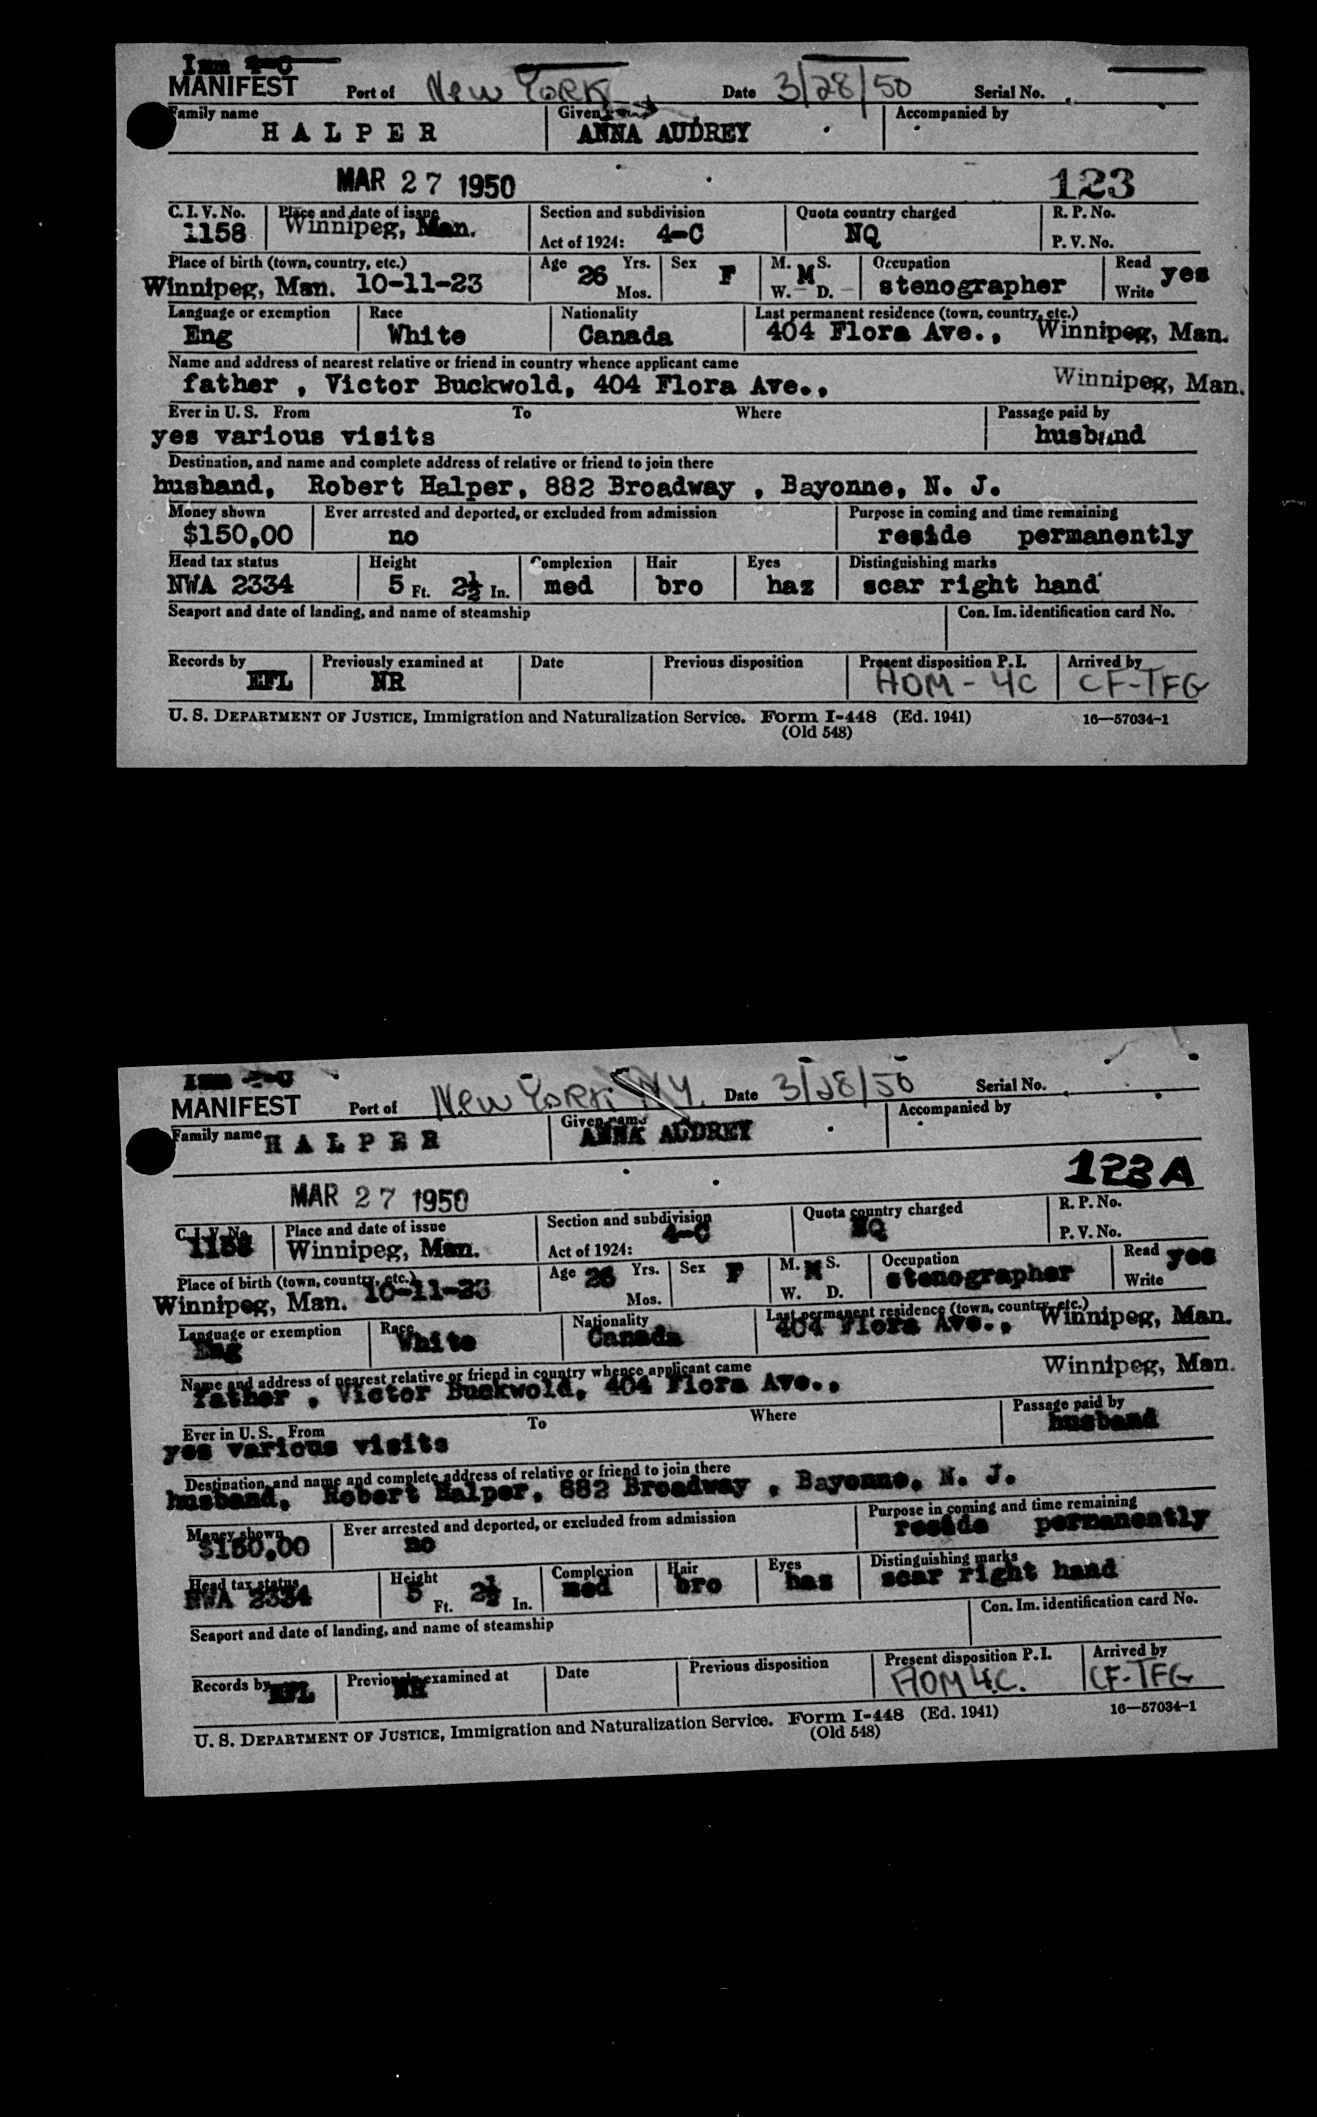 Imm 4-C
MANIFEST Port of New York Date 3/28/50 Serial No.
Family name HALPER Given ANNA AUDREY Accompanied by
MAR 27 1950 123
C. I. V. No. 1158 Place and date of issue Winnipeg, Man. Section and subdivision Act of 1924: 4-C Quota country charged NQ R. P. No. P. V. No.
Place of birth (town, country, etc.) Winnipeg, Man. 10-11-23 Age 26 Yrs. Mos. Sex F M. S. W. D. M Occupation stenographer Read Write yes
Language or exemption Eng Race White Nationality Canada Last permanent residence (town, country, etc.) 404 Flora Ave., Winnipeg, Man.
Name and address of nearest relative or friend in country whence applicant came
father , Victor Buckwold, 404 Flora Ave., Winnipeg, Man.
Ever in U. S. From To Where Passage paid by
yes various visits husband
Destination, and name and complete address of relative or friend to join there
husband, Robert Halper, 882 Broadway , Bayonne, N. J.
Money shown $150,00 Ever arrested and deported, or excluded from admission no Purpose in coming and time remaining reside permanently
Head tax status NWA 2334 Height 5 Ft. 2½ In. Complexion med Hair bro Eyes haz Distinguishing marks scar right hand
Seaport and date of landing, and name of steamship Con. Im. identification card No.
Records by EFL Previously examined at NR Date Previous disposition Present disposition P. I. ADM - 4C Arrived by CF-TFG
U. S. DEPARTMENT OF JUSTICE, Immigration and Naturalization Service. Form I-448 (Ed. 1941) 16—57034-1
(Old 548)
Imm 4-C
MANIFEST Port of New York N.Y. Date 3/28/50 Serial No.
Family name HALPER Given name ANNA AUDREY Accompanied by
123A
MAR 27 1950
C. I. V. No. 1158 Place and date of issue Winnipeg, Man. Section and subdivision Act of 1924: 4-C Quota country charged NQ R. P. No. P. V. No.
Place of birth (town, country, etc.) Winnipeg, Man. 10-11-23 Age 26 Yrs. Mos. Sex F M. S. W. D. M Occupation stenographer Read Write yes
Language or exemption Eng Race White Nationality Canada Last permanent residence (town, country, etc.) 404 Flora Ave., Winnipeg, Man.
Name and address of nearest relative or friend in country whence applicant came
father , Victor Buckwold, 404 Flora Ave., Winnipeg, Man.
Ever in U. S. From To Where Passage paid by
yes various visits husband
Destination, and name and complete address of relative or friend to join there
husband, Robert Halper, 882 Broadway , Bayonne, N. J.
Money shown $150,00 Ever arrested and deported, or excluded from admission no Purpose in coming and time remaining reside permanently
Head tax status NWA 2334 Height 5 Ft. 2½ In. Complexion med Hair bro Eyes haz Distinguishing marks scar right hand
Seaport and date of landing, and name of steamship Con. Im. identification card No.
Records by EFL Previously examined at NR Date Previous disposition Present disposition P. I. ADM 4C. Arrived by CF-TFG
U. S. DEPARTMENT OF JUSTICE, Immigration and Naturalization Service. Form I-448 (Ed. 1941) 16—57034-1
(Old 548)